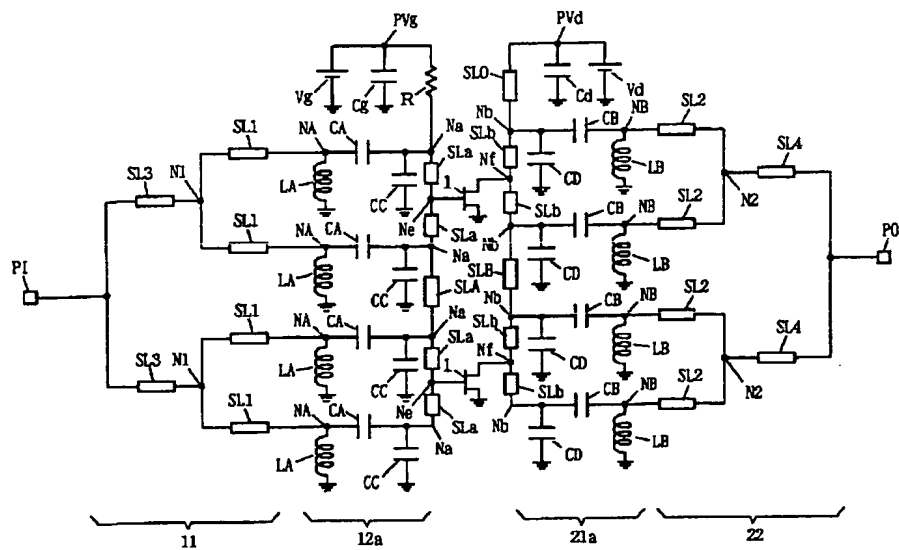 PVg PVd
Vg Cg R SLO Cd Vd
SL1 NA CA Na Nb CB NB SL2
SLa SLb Nf SL4
SL3 N1 LA CC 1 CD LB N2
SL1 NA CA Ne SLa Na SLb Nb CB NB SL2
PI LA CC SLA SLB CD LB PO
SL1 NA CA Na Nb CB NB SL2
SLa SLb Nf SL4
SL3 N1 LA CC 1 CD LB N2
SL1 NA CA Ne SLa Na SLb Nb CB NB SL2
LA CC CD LB
11 12a 21a 22